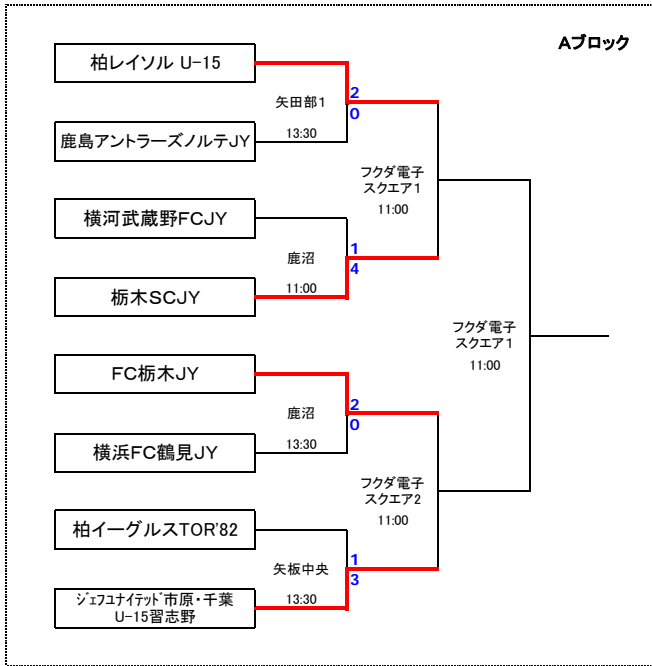 Aブロック
柏レイソル U-15
2
矢田部1
0
13:30
鹿島アントラーズノルテJY
フクダ電子
スクエア1
11:00
横河武蔵野FCJY
1
鹿沼
4
11:00
栃木SCJY
フクダ電子
スクエア1
11:00
FC栃木JY
2
鹿沼
0
13:30
横浜FC鶴見JY
フクダ電子
スクエア2
11:00
柏イーグルスTOR'82
1
矢板中央
3
13:30
ジェフユナイテッド市原・千葉
U-15習志野